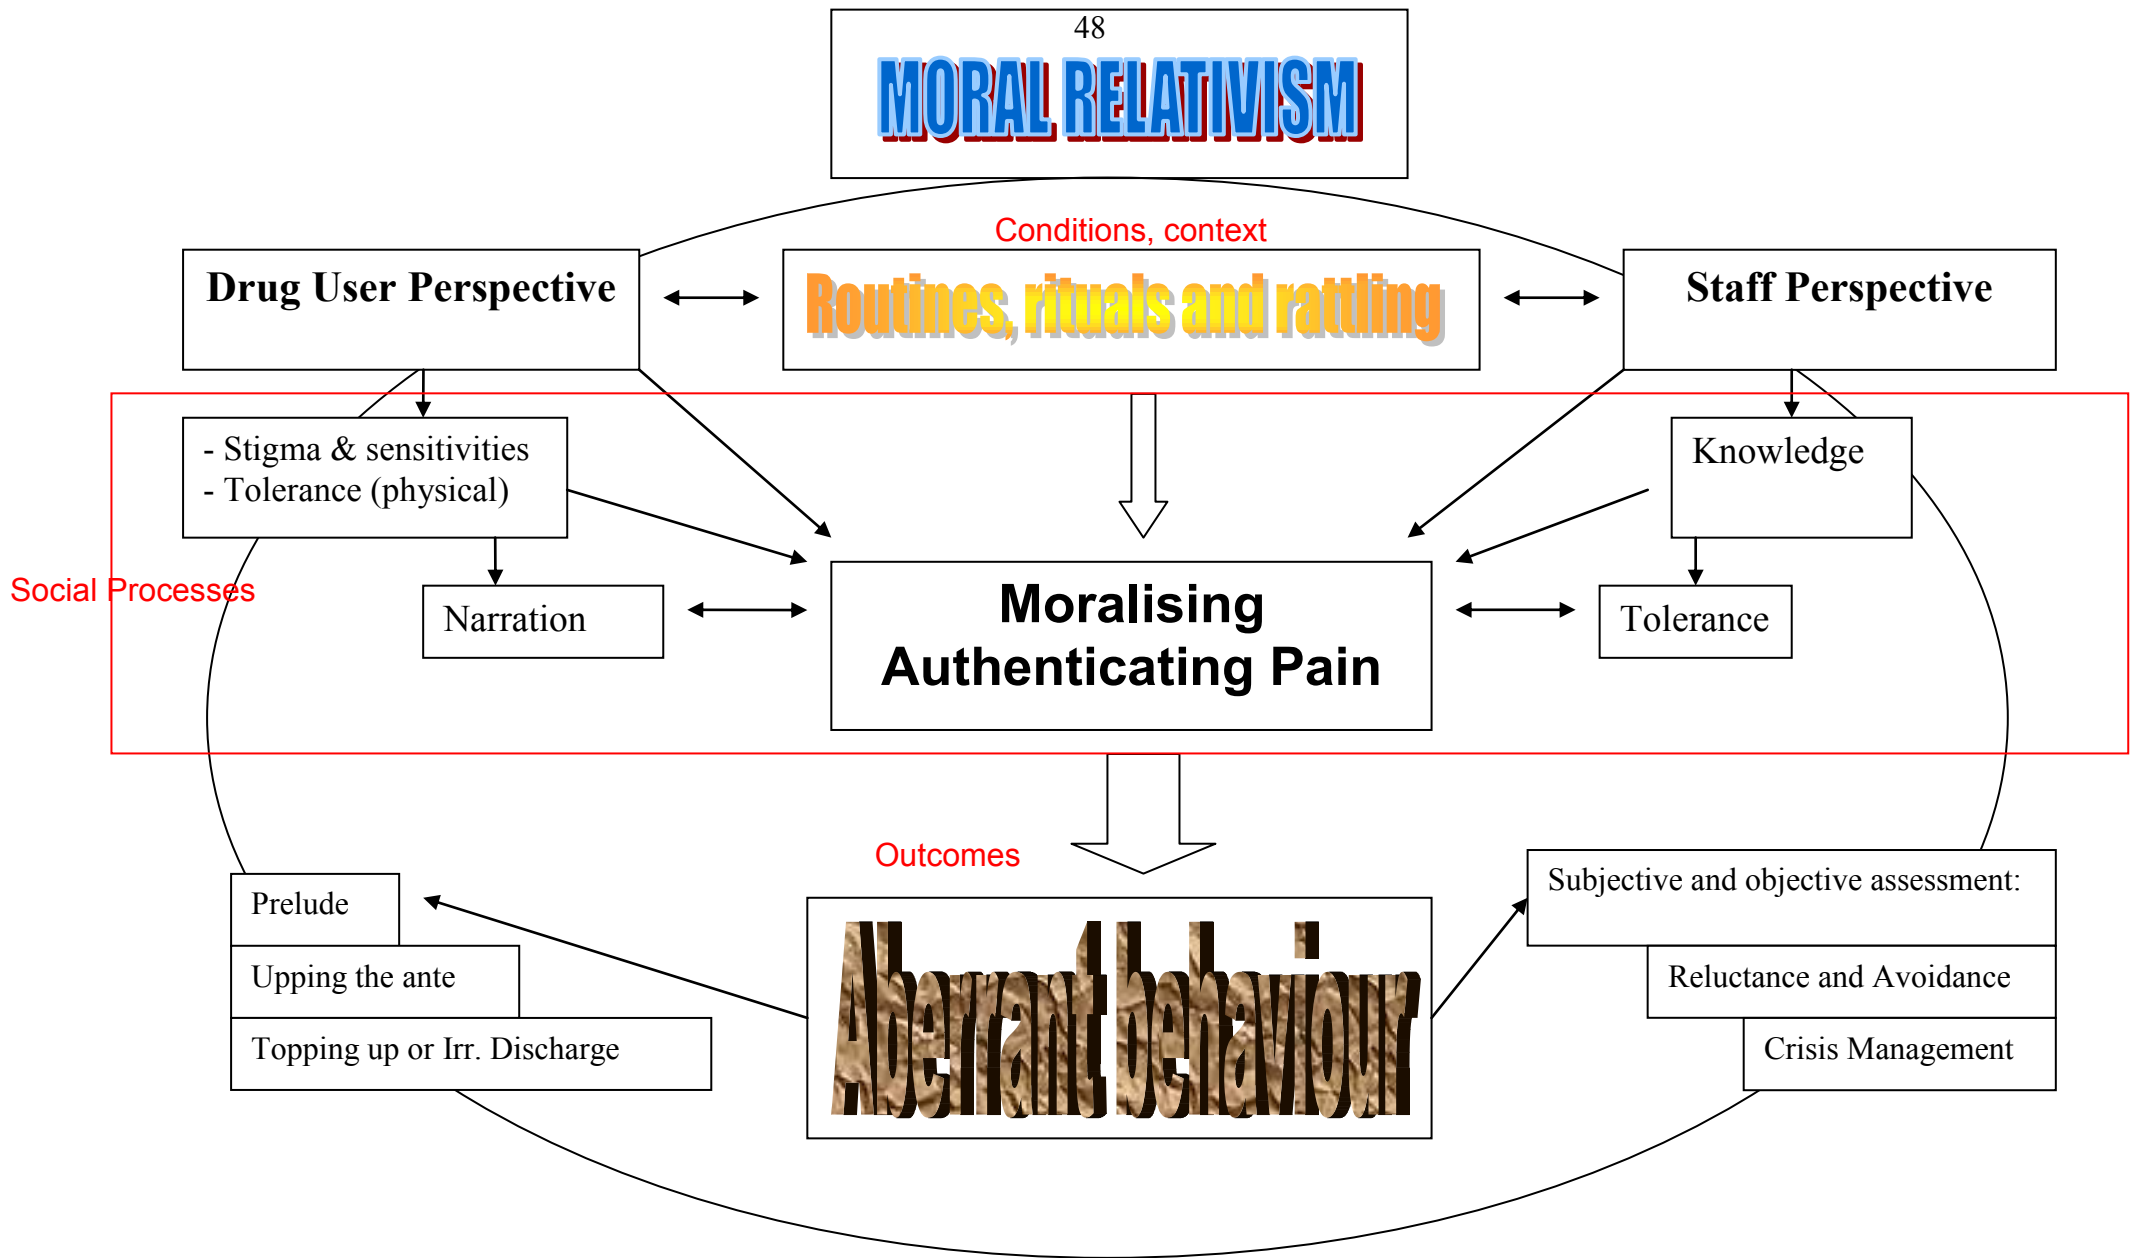 48
MORAL RELATIVISM
Conditions, context
Drug User Perspective
Routines, rituals and rattling
Staff Perspective
- Stigma & sensitivities
- Tolerance (physical)
Knowledge
Social Processes
Narration
Moralising
Authenticating Pain
Tolerance
Outcomes
Prelude
Upping the ante
Topping up or Irr. Discharge
Aberrant behaviour
Subjective and objective assessment:
Reluctance and Avoidance
Crisis Management